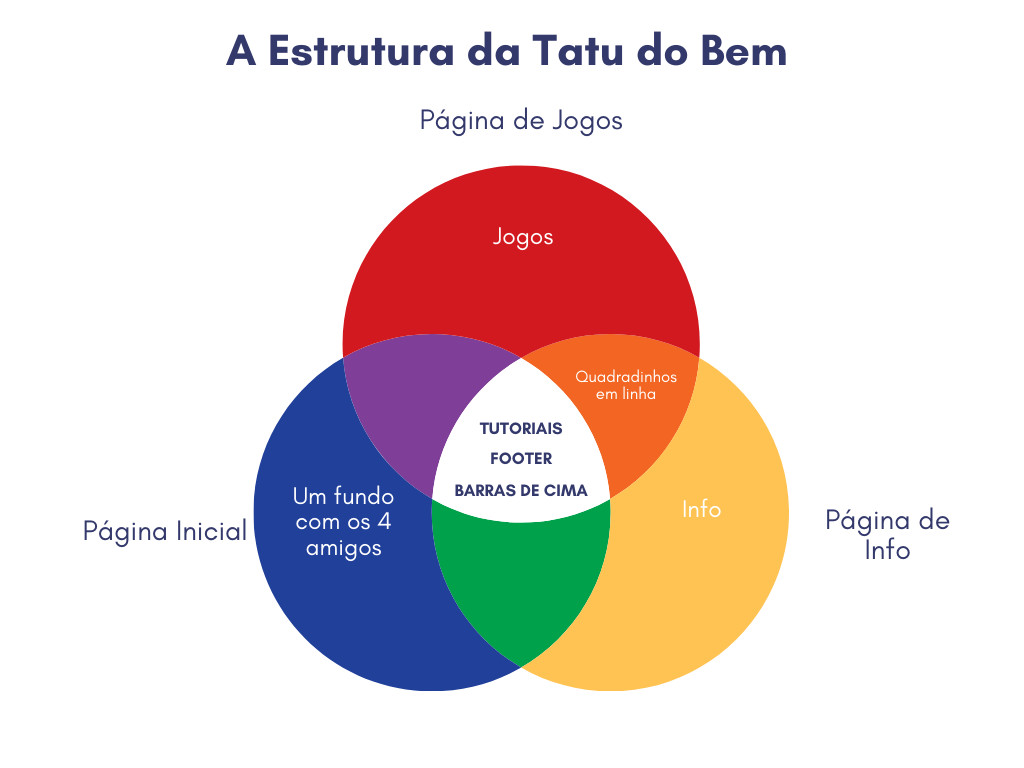 A Estrutura da Tatu do Bem
Página de Jogos
Jogos
Quadradinhos
em linha
TUTORIAIS
FOOTER
BARRAS DE CIMA
Um fundo
com os 4
amigos
Info
Página Inicial
Página de
Info